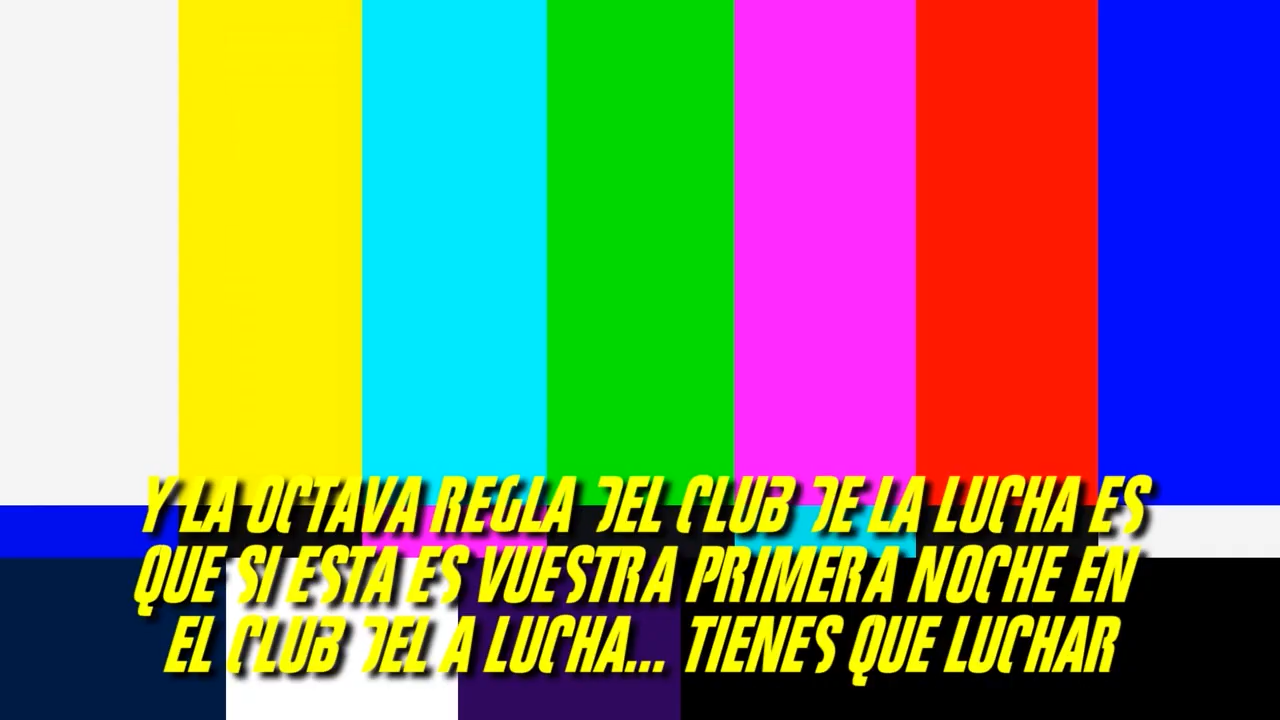 Y LA OCTAVA REGLA DEL CLUB DE LA LUCHA ES
QUE SI ESTA ES VUESTRA PRIMERA NOCHE EN
EL CLUB DEL A LUCHA... TIENES QUE LUCHAR